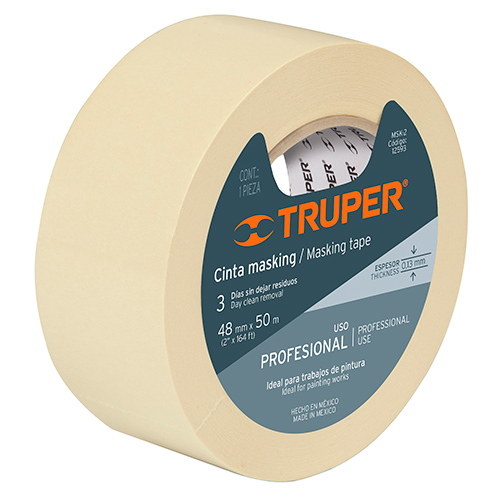 MSK-2
Código:
12593
CONT.:
1 PIEZA
TRUPER®
Cinta masking / Masking tape
3 Días sin dejar residuos
Day clean removal
ESPESOR
THICKNESS
0.13 mm
48 mm x 50 m
(2" x 164 ft)
USO
PROFESIONAL
PROFESSIONAL
USE
Ideal para trabajos de pintura
Ideal for painting works
HECHO EN MÉXICO
MADE IN MEXICO